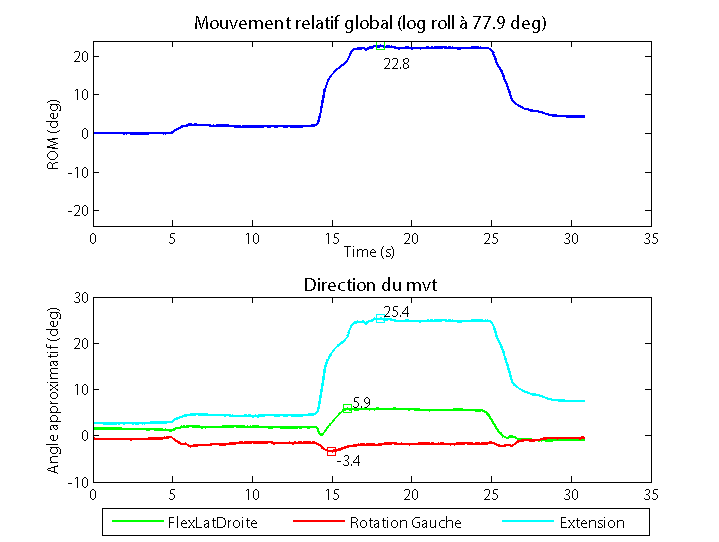 Mouvement relatif global (log roll à 77.9 deg)
20
10
0
-10
-20
ROM (deg)
22.8
0 5 10 15 20 25 30 35
Time (s)
Direction du mvt
30
20
10
0
-10
Angle approximatif (deg)
25.4
5.9
-3.4
0 5 10 15 20 25 30 35
FlexLatDroite Rotation Gauche Extension